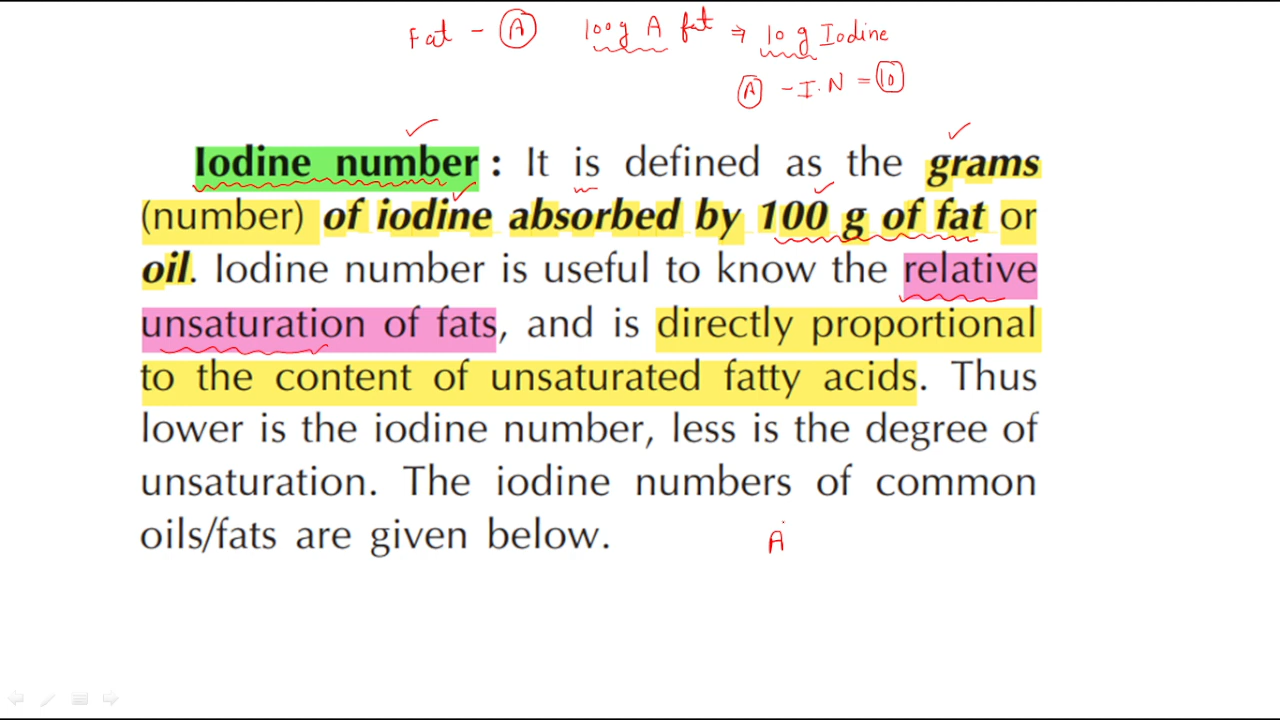 Fat - A 100g A fat ⇒ 10 g Iodine
A - I.N = 10
Iodine number : It is defined as the grams
(number) of iodine absorbed by 100 g of fat or
oil. Iodine number is useful to know the relative
unsaturation of fats, and is directly proportional
to the content of unsaturated fatty acids. Thus
lower is the iodine number, less is the degree of
unsaturation. The iodine numbers of common
oils/fats are given below.
A